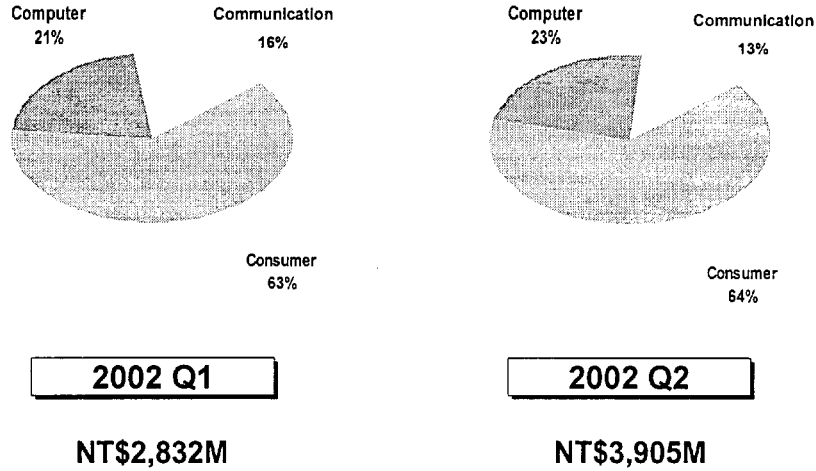 Computer
21%
Communication
16%
Consumer
63%
2002 Q1
NT$2,832M
Computer
23%
Communication
13%
Consumer
64%
2002 Q2
NT$3,905M